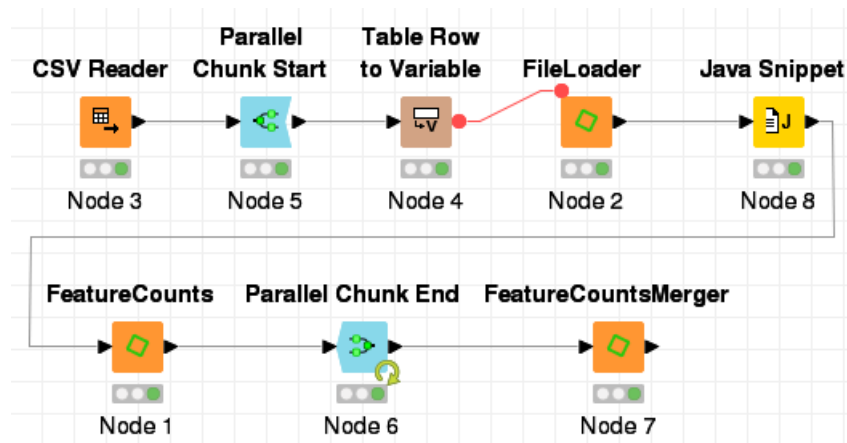 Parallel Table Row
CSV Reader Chunk Start to Variable FileLoader Java Snippet
V J
Node 3 Node 5 Node 4 Node 2 Node 8
FeatureCounts Parallel Chunk End FeatureCountsMerger
Node 1 Node 6 Node 7